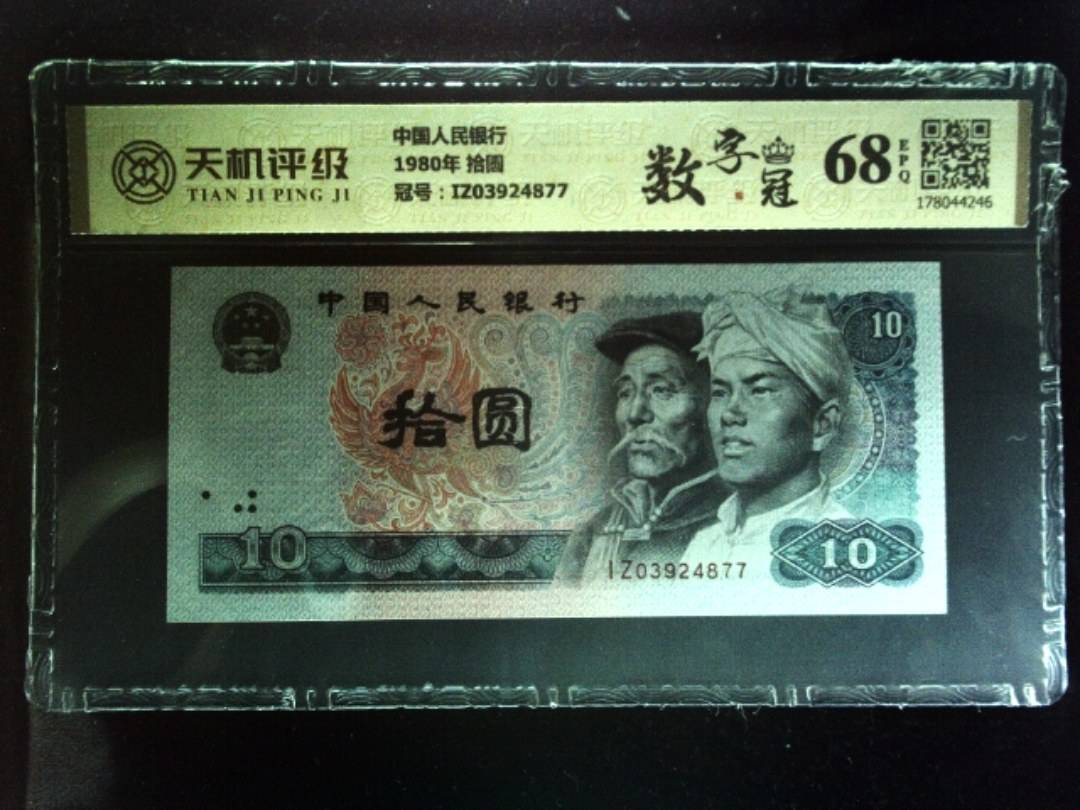 天机评级
TIAN JI PING JI
中国人民银行
1980年 拾圓
冠号：IZ03924877
数字冠
68
EPQ
178044246
中国人民银行
10
拾圆
10
IZ03924877
10